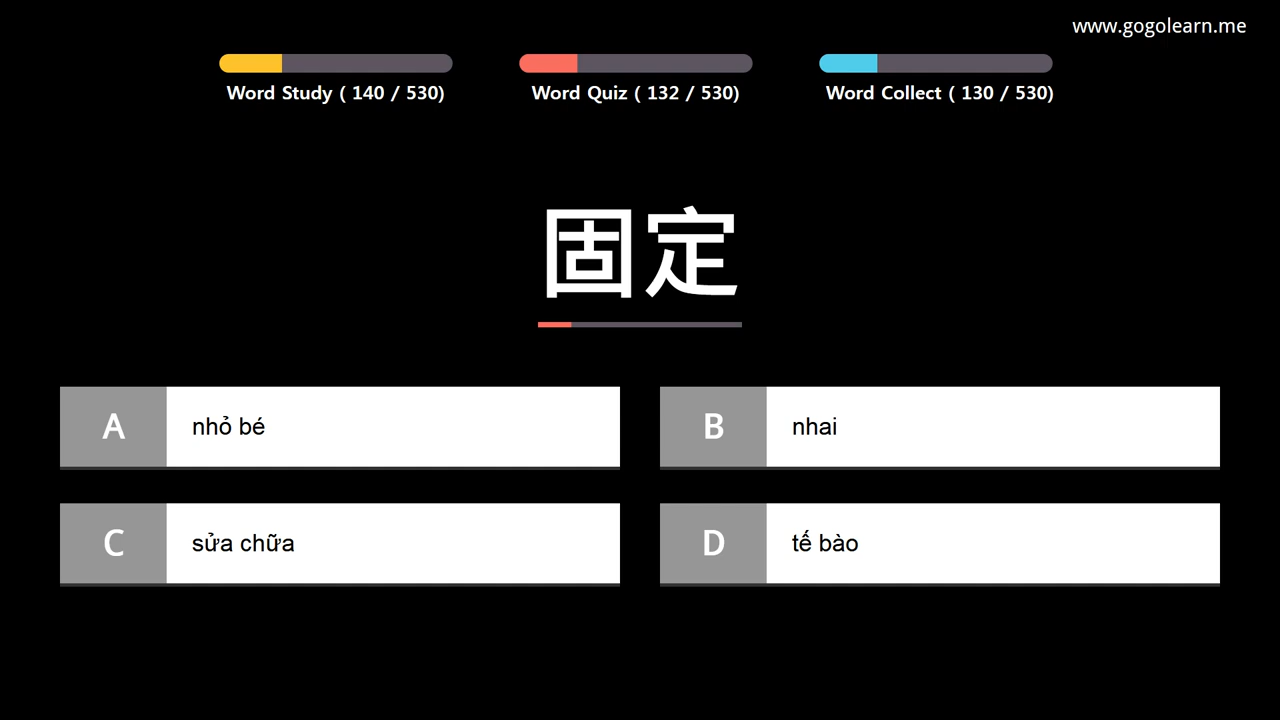 www.gogolearn.me
Word Study ( 140 / 530)
Word Quiz ( 132 / 530)
Word Collect ( 130 / 530)
固定
A nhỏ bé
B nhai
C sửa chữa
D tế bào